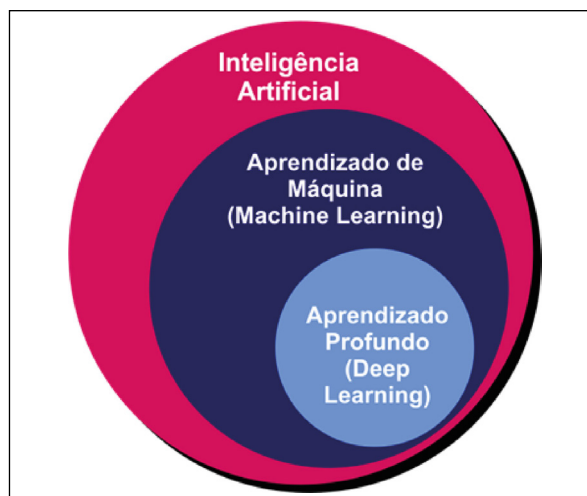 Inteligência
Artificial
Aprendizado de
Máquina
(Machine Learning)
Aprendizado
Profundo
(Deep
Learning)